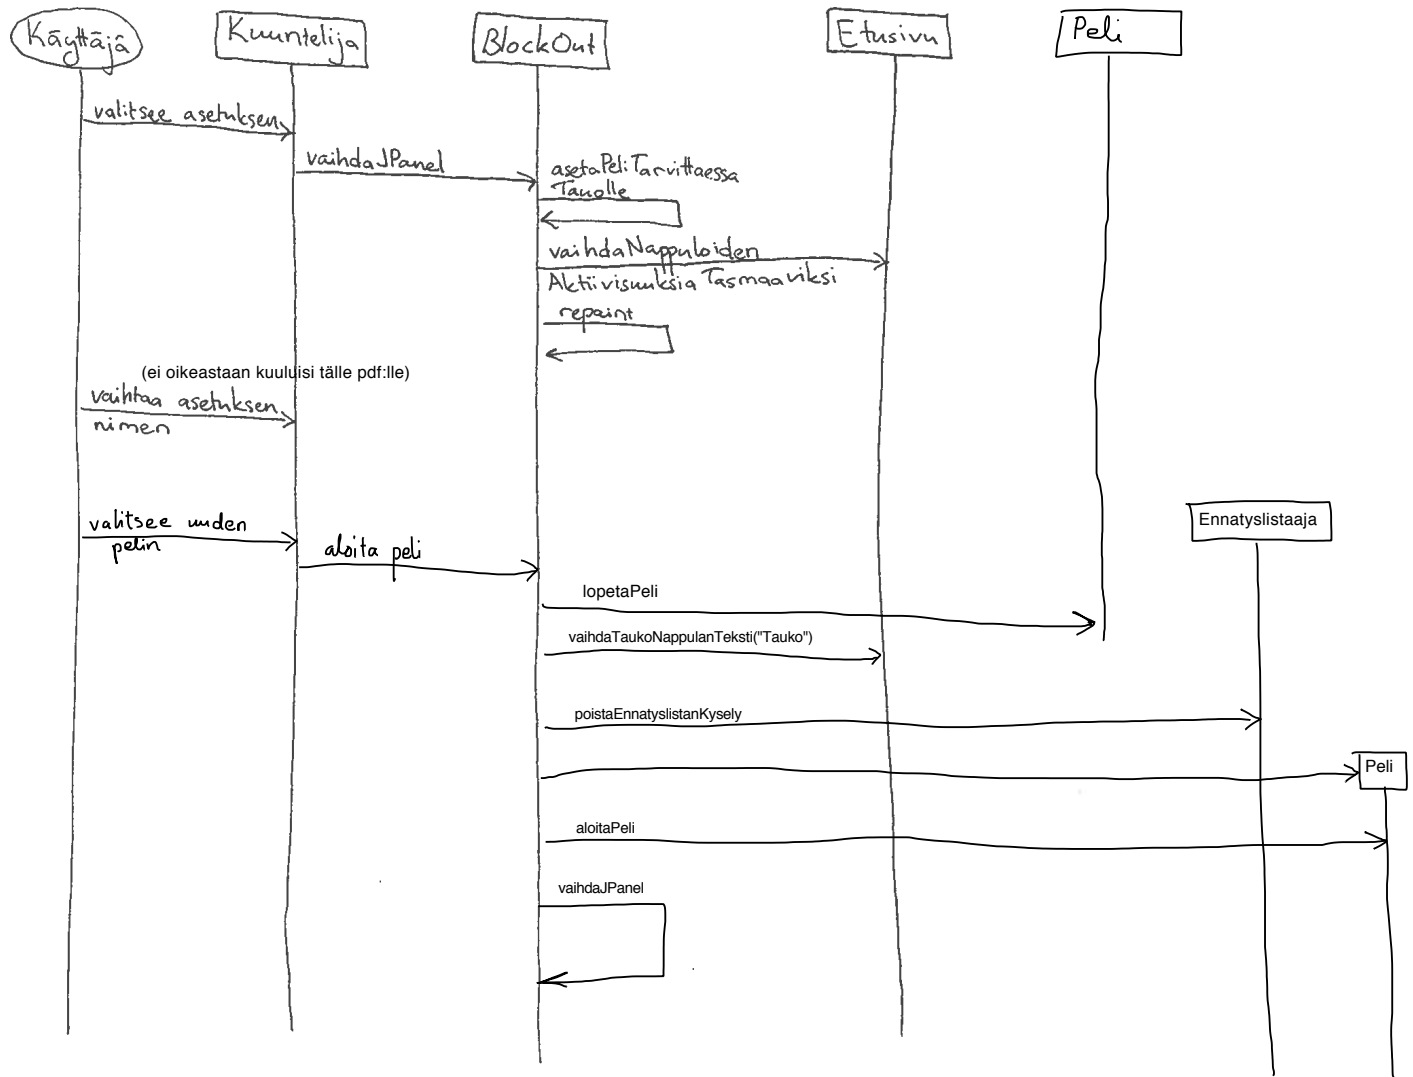 Käyttäjä
Kuuntelija
BlockOut
Etusivu
Peli
valitsee asetuksen
vaihdaJPanel
asetaPeliTarvittaessa
Tauolle
vaihdaNappuloiden
AktiivisuuksiaTasmaaviksi
repaint
(ei oikeastaan kuuluisi tälle pdf:lle)
vaihtaa asetuksen
nimen
valitsee uuden
pelin
aloita peli
Ennatyslistaaja
lopetaPeli
vaihdaTaukoNappulanTeksti("Tauko")
poistaEnnatyslistanKysely
Peli
aloitaPeli
vaihdaJPanel